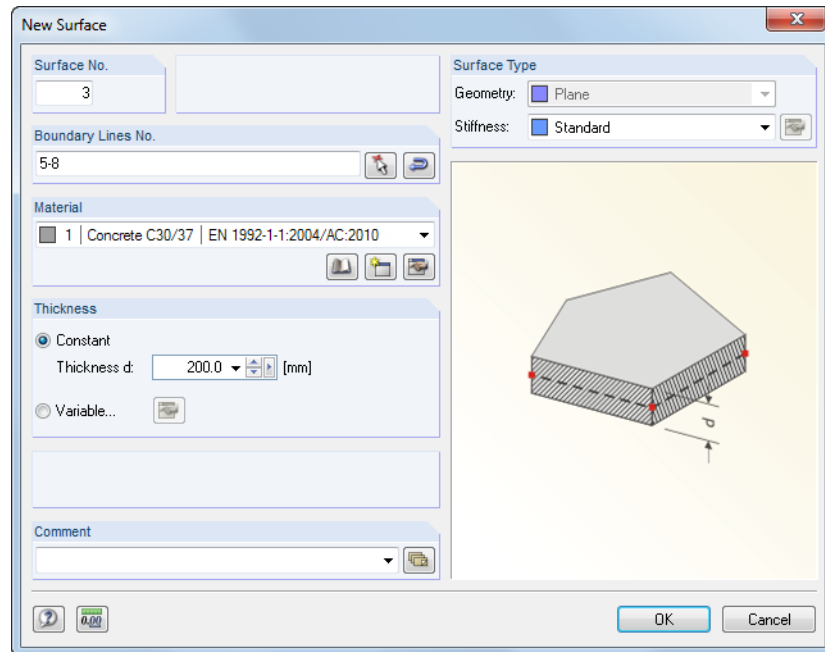 New Surface
Surface No.
3
Boundary Lines No.
5-8
Material
1 | Concrete C30/37 | EN 1992-1-1:2004/AC:2010
Thickness
Constant
Thickness d: 200.0 [mm]
Variable...
Comment
Surface Type
Geometry: Plane
Stiffness: Standard
d
0.00
OK Cancel